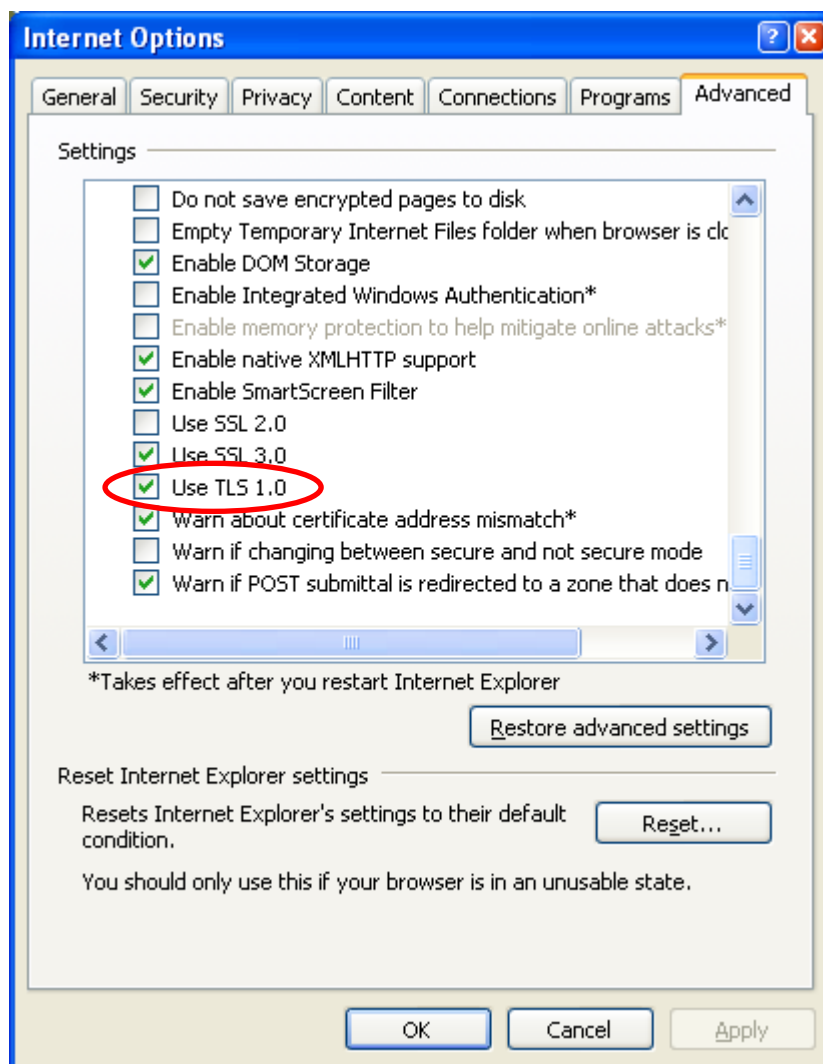 Internet Options
General Security Privacy Content Connections Programs Advanced
Settings
Do not save encrypted pages to disk
Empty Temporary Internet Files folder when browser is
Enable DOM Storage
Enable Integrated Windows Authentication*
Enable memory protection to help mitigate online attacks*
Enable native XMLHTTP support
Enable SmartScreen Filter
Use SSL 2.0
Use SSL 3.0
Use TLS 1.0
Warn about certificate address mismatch*
Warn if changing between secure and not secure mode
Warn if POST submittal is redirected to a zone that does
*Takes effect after you restart Internet Explorer
Restore advanced settings
Reset Internet Explorer settings
Resets Internet Explorer's settings to their default
condition.
Reset...
You should only use this if your browser is in an unusable state.
OK Cancel Apply